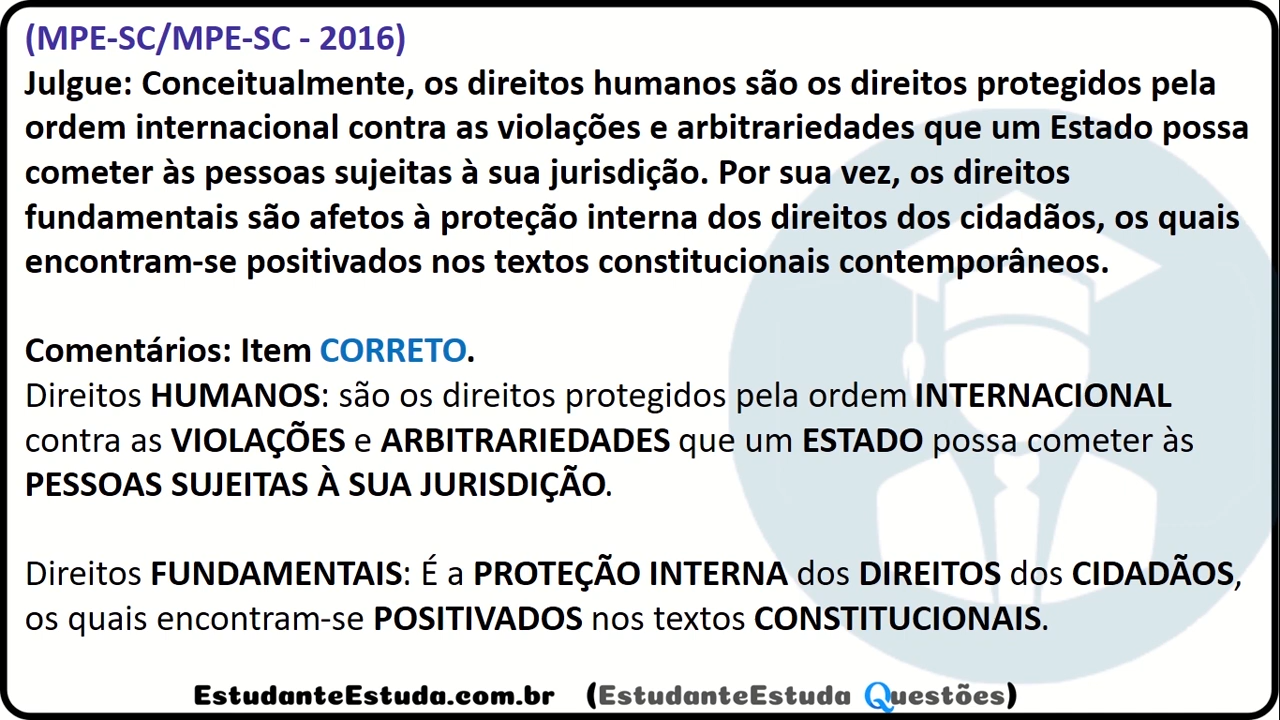 (MPE-SC/MPE-SC - 2016)
Julgue: Conceitualmente, os direitos humanos são os direitos protegidos pela
ordem internacional contra as violações e arbitrariedades que um Estado possa
cometer às pessoas sujeitas à sua jurisdição. Por sua vez, os direitos
fundamentais são afetos à proteção interna dos direitos dos cidadãos, os quais
encontram-se positivados nos textos constitucionais contemporâneos.
Comentários: Item CORRETO.
Direitos HUMANOS: são os direitos protegidos pela ordem INTERNACIONAL
contra as VIOLAÇÕES e ARBITRARIEDADES que um ESTADO possa cometer às
PESSOAS SUJEITAS À SUA JURISDIÇÃO.
Direitos FUNDAMENTAIS: É a PROTEÇÃO INTERNA dos DIREITOS dos CIDADÃOS,
os quais encontram-se POSITIVADOS nos textos CONSTITUCIONAIS.
EstudanteEstuda.com.br (EstudanteEstuda Questões)